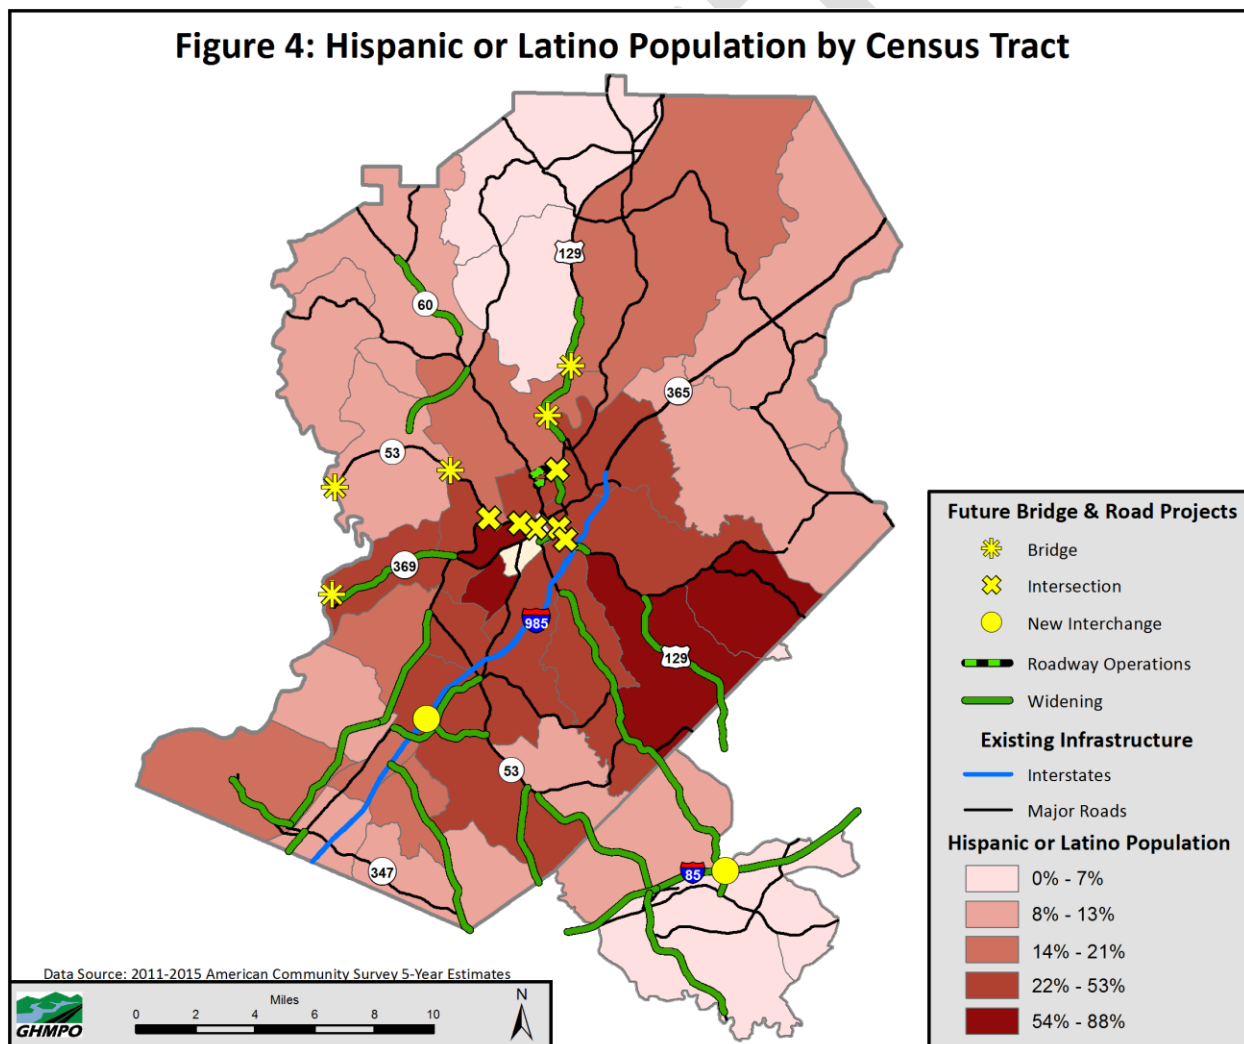 Figure 4: Hispanic or Latino Population by Census Tract
129
60
365
53
369
985
129
53
347
85
Future Bridge & Road Projects
Bridge
Intersection
New Interchange
Roadway Operations
Widening
Existing Infrastructure
Interstates
Major Roads
Hispanic or Latino Population
0% - 7%
8% - 13%
14% - 21%
22% - 53%
54% - 88%
Data Source: 2011-2015 American Community Survey 5-Year Estimates
GHMPO
Miles
0 2 4 6 8 10
N